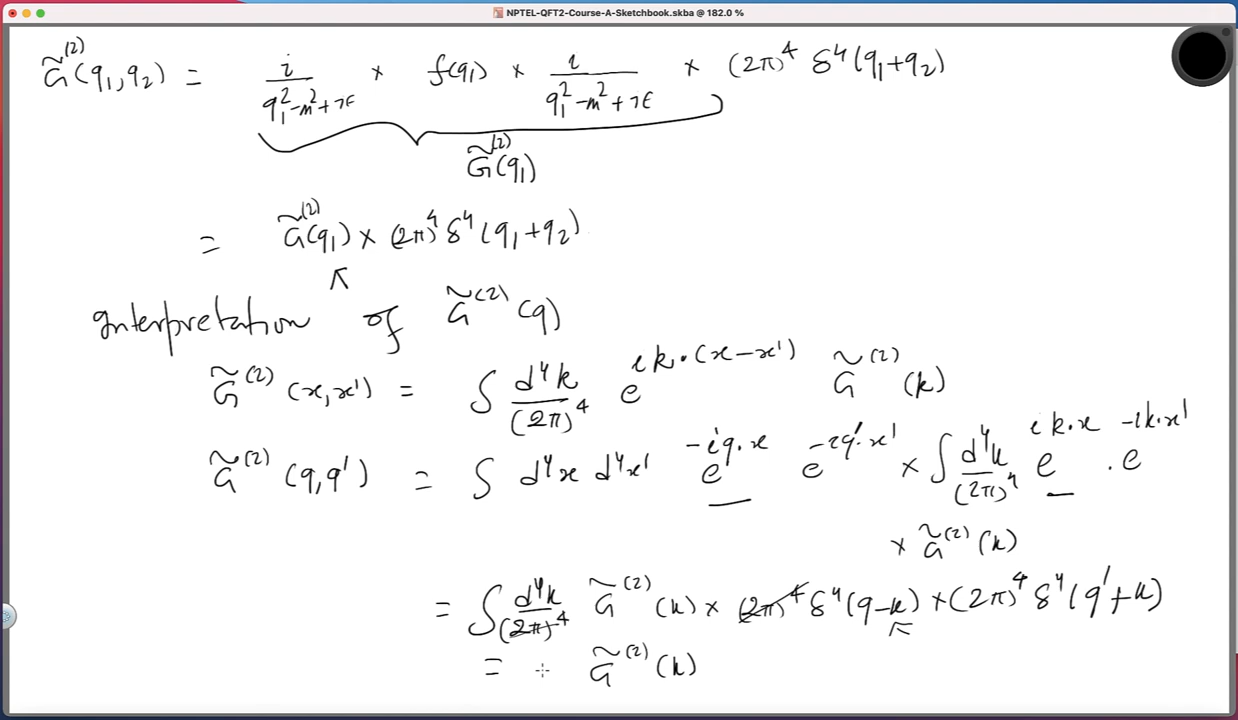 NPTEL-QFT2-Course-A-Sketchbook.skba @ 182.0 %
G̃^(2)(q₁,q₂) = i/(q₁²-m²+iϵ) × f(q₁) × i/(q₁²-m²+iϵ) × (2π)⁴ δ⁴(q₁+q₂)
G̃^(2)(q₁)
= G̃^(2)(q₁) × (2π)⁴ δ⁴(q₁+q₂)
Interpretation of G̃^(2)(q)
G̃^(2)(x,x') = ∫ d⁴k/(2π)⁴ e^{ik·(x-x')} G̃^(2)(k)
G̃^(2)(q,q') = ∫ d⁴x d⁴x' e^{-iq·x} e^{-iq'·x'} × ∫ d⁴k/(2π)⁴ e^{ik·x} · e^{-ik·x'}
× G̃^(2)(k)
= ∫ d⁴k/(2π)⁴ G̃^(2)(k) × (2π)⁴ δ⁴(q-k) × (2π)⁴ δ⁴(q'+k)
= G̃^(2)(k)